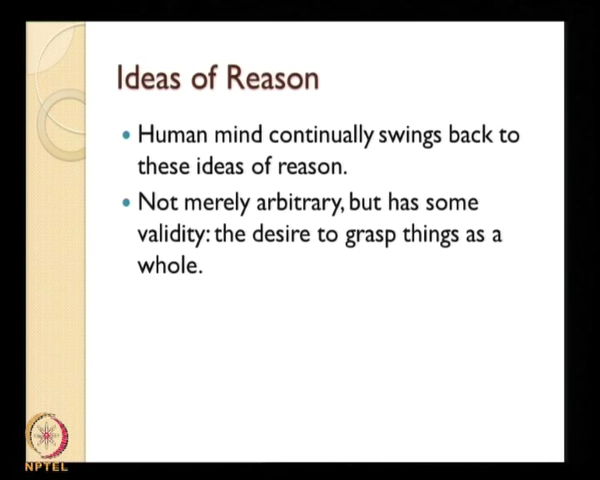 Ideas of Reason
• Human mind continually swings back to
these ideas of reason.
• Not merely arbitrary, but has some
validity: the desire to grasp things as a
whole.
NPTEL